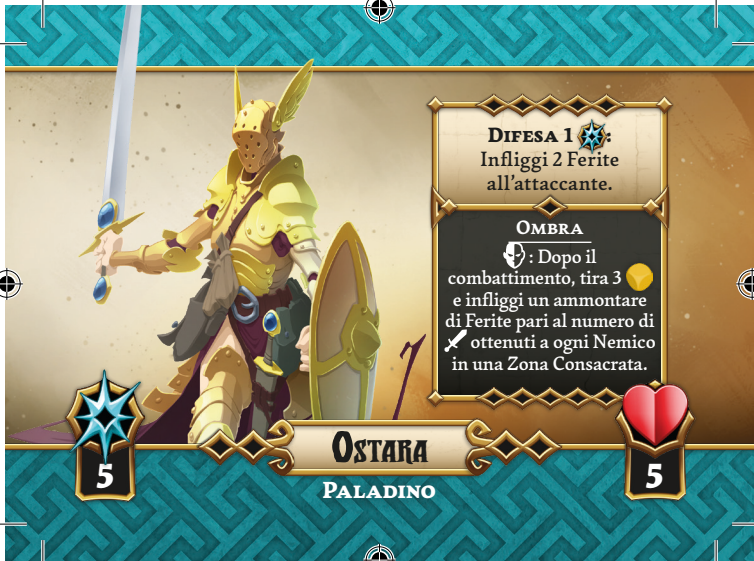 Difesa 1 :
Infliggi 2 Ferite
all'attaccante.
Ombra
: Dopo il
combattimento, tira 3
e infliggi un ammontare
di Ferite pari al numero di
ottenuti a ogni Nemico
in una Zona Consacrata.
Ostara
5
5
Paladino